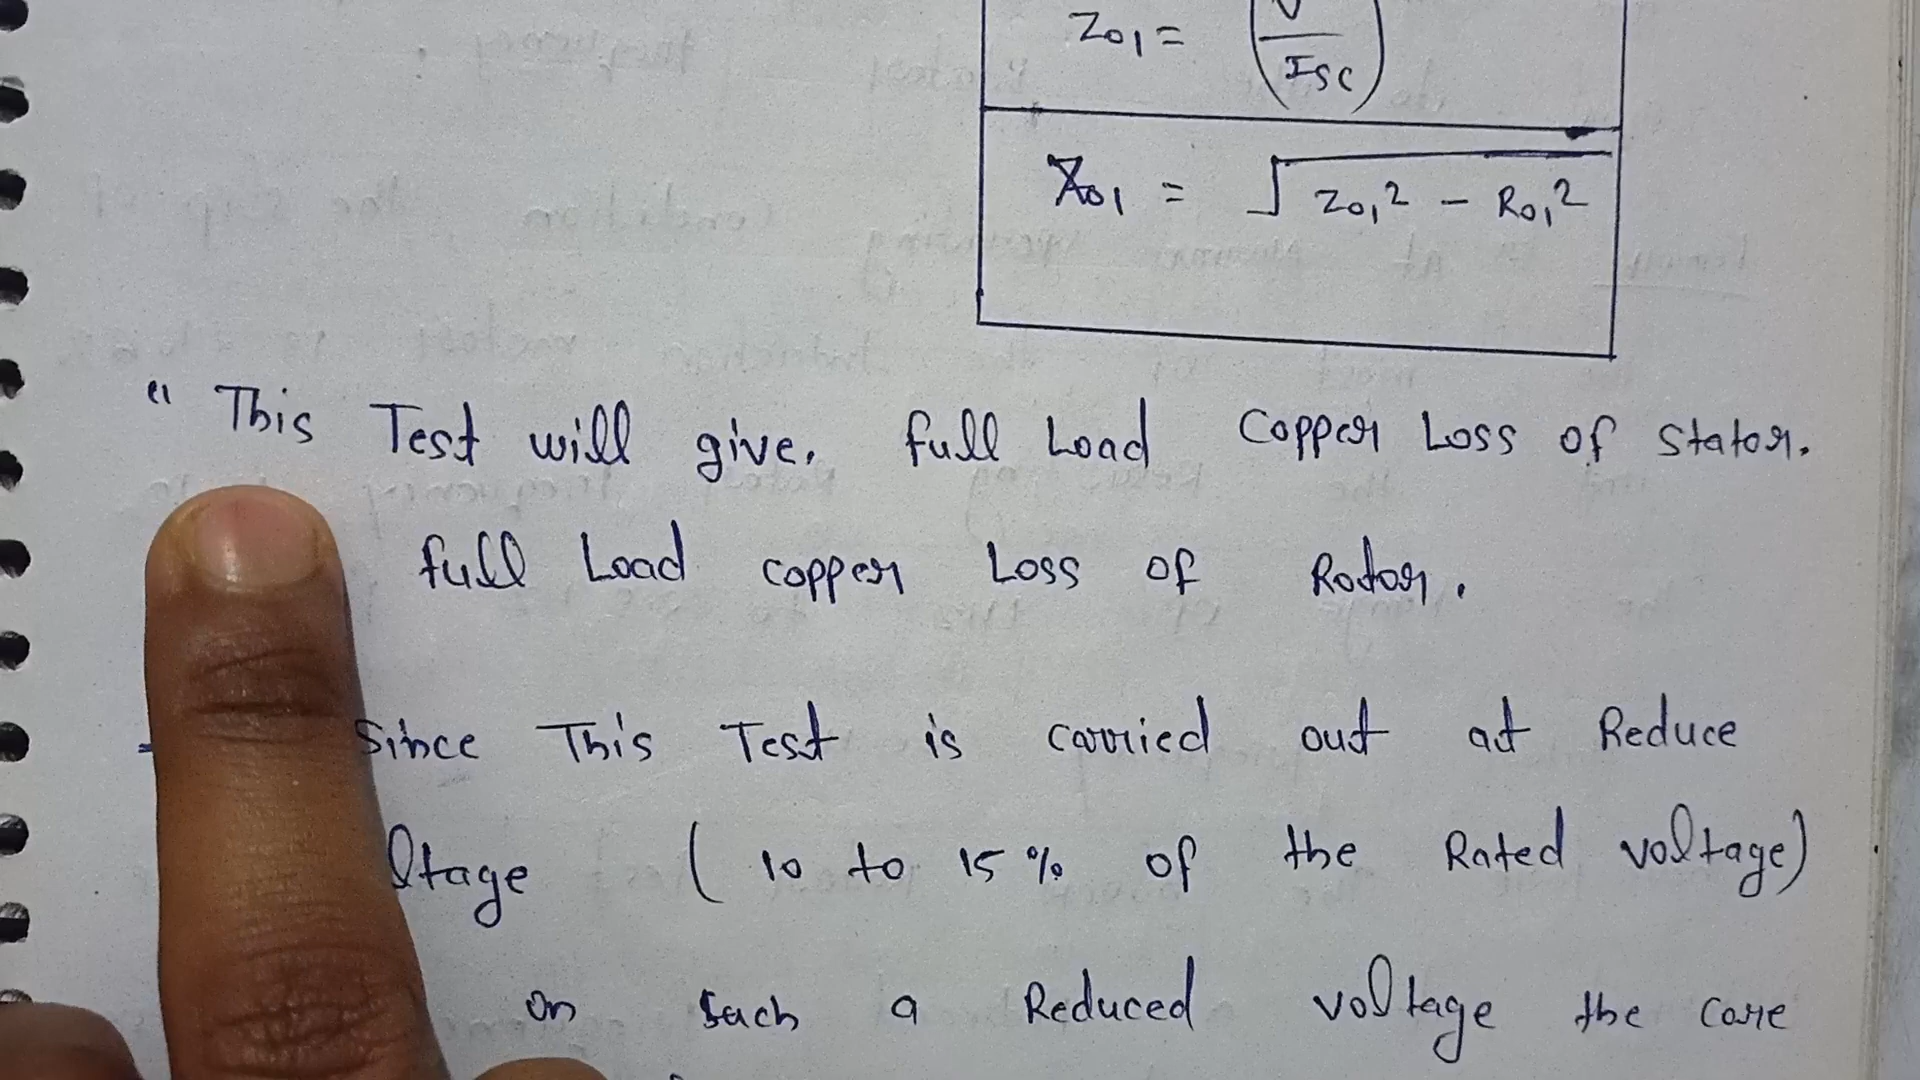 Z01 = (V / Isc)
X01 = √ Z01² - R01²
" This Test will give. full Load Copper Loss of Stator.
full Load copper Loss of Rotor.
Since This Test is carried out at Reduce
ltage ( 10 to 15% of the Rated voltage)
on Such a Reduced voltage the core